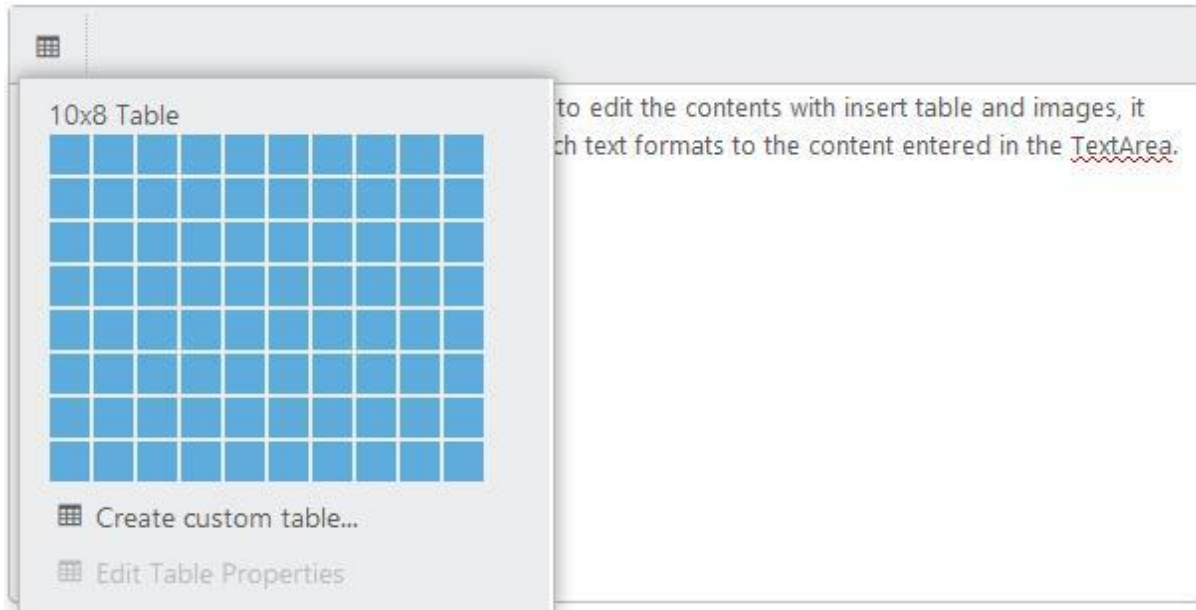 10x8 Table
to edit the contents with insert table and images, it
ch text formats to the content entered in the TextArea.
Create custom table...
Edit Table Properties